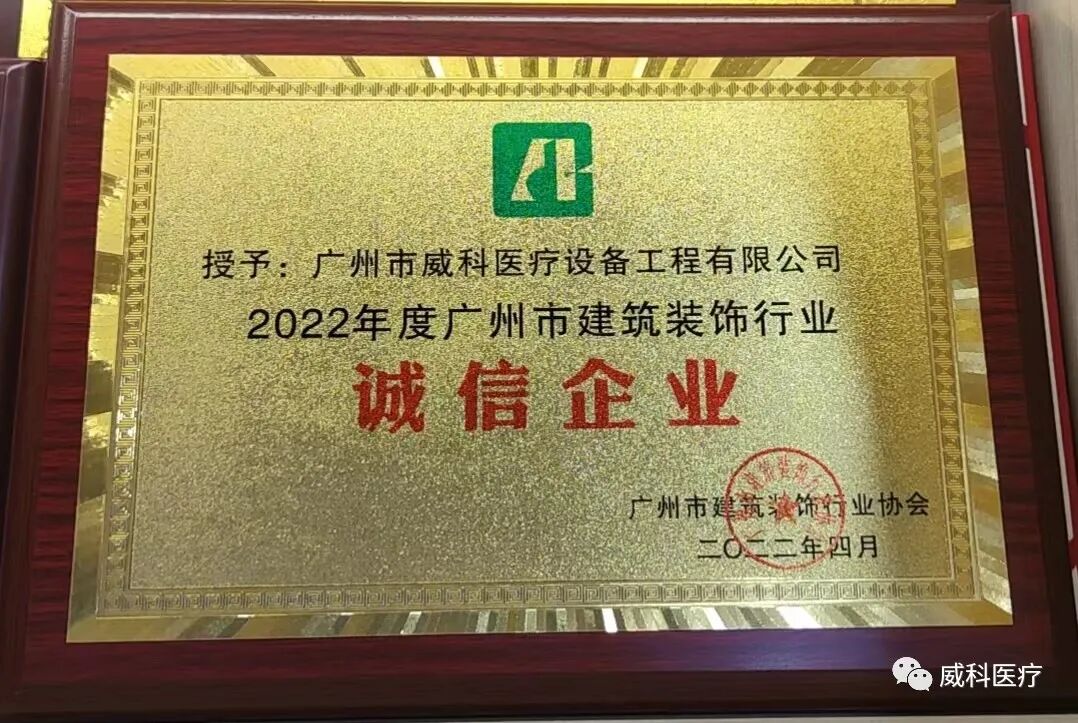 授予：广州市威科医疗设备工程有限公司
2022年度广州市建筑装饰行业
诚信企业
广州市建筑装饰行业协会
二〇二二年四月
威科医疗